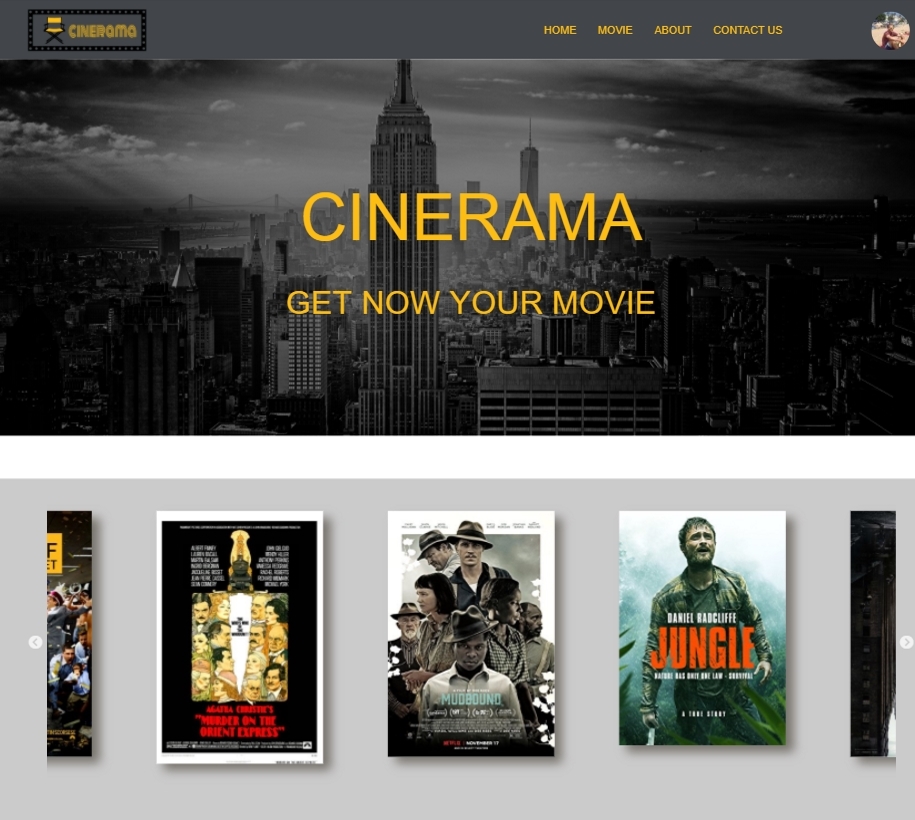 CINERAMA
HOME MOVIE ABOUT CONTACT US
CINERAMA
GET NOW YOUR MOVIE
F
ET
ALBERT FINNEY
LAUREN BACALL
MARTIN BALSAM
INGRID BERGMAN
JACQUELINE BISSET
JEAN-PIERRE CASSEL
SEAN CONNERY
JOHN GIELGUD
WENDY HILLER
ANTHONY PERKINS
VANESSA REDGRAVE
RACHEL ROBERTS
RICHARD WIDMARK
MICHAEL YORK
AGATHA CHRISTIE'S
"MURDER ON THE
ORIENT EXPRESS"
MUDBOUND
NETFLIX NOVEMBER 17
DANIEL RADCLIFFE
JUNGLE
NATURE HAS ONLY ONE LAW - SURVIVAL
A TRUE STORY